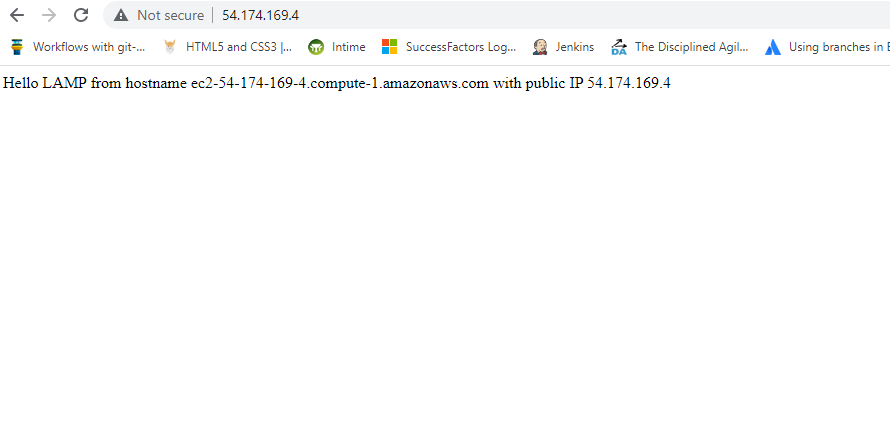 Not secure 54.174.169.4
Workflows with git-... HTML5 and CSS3 |... Intime SuccessFactors Log... Jenkins DA The Disciplined Agil... Using branches in
Hello LAMP from hostname ec2-54-174-169-4.compute-1.amazonaws.com with public IP 54.174.169.4